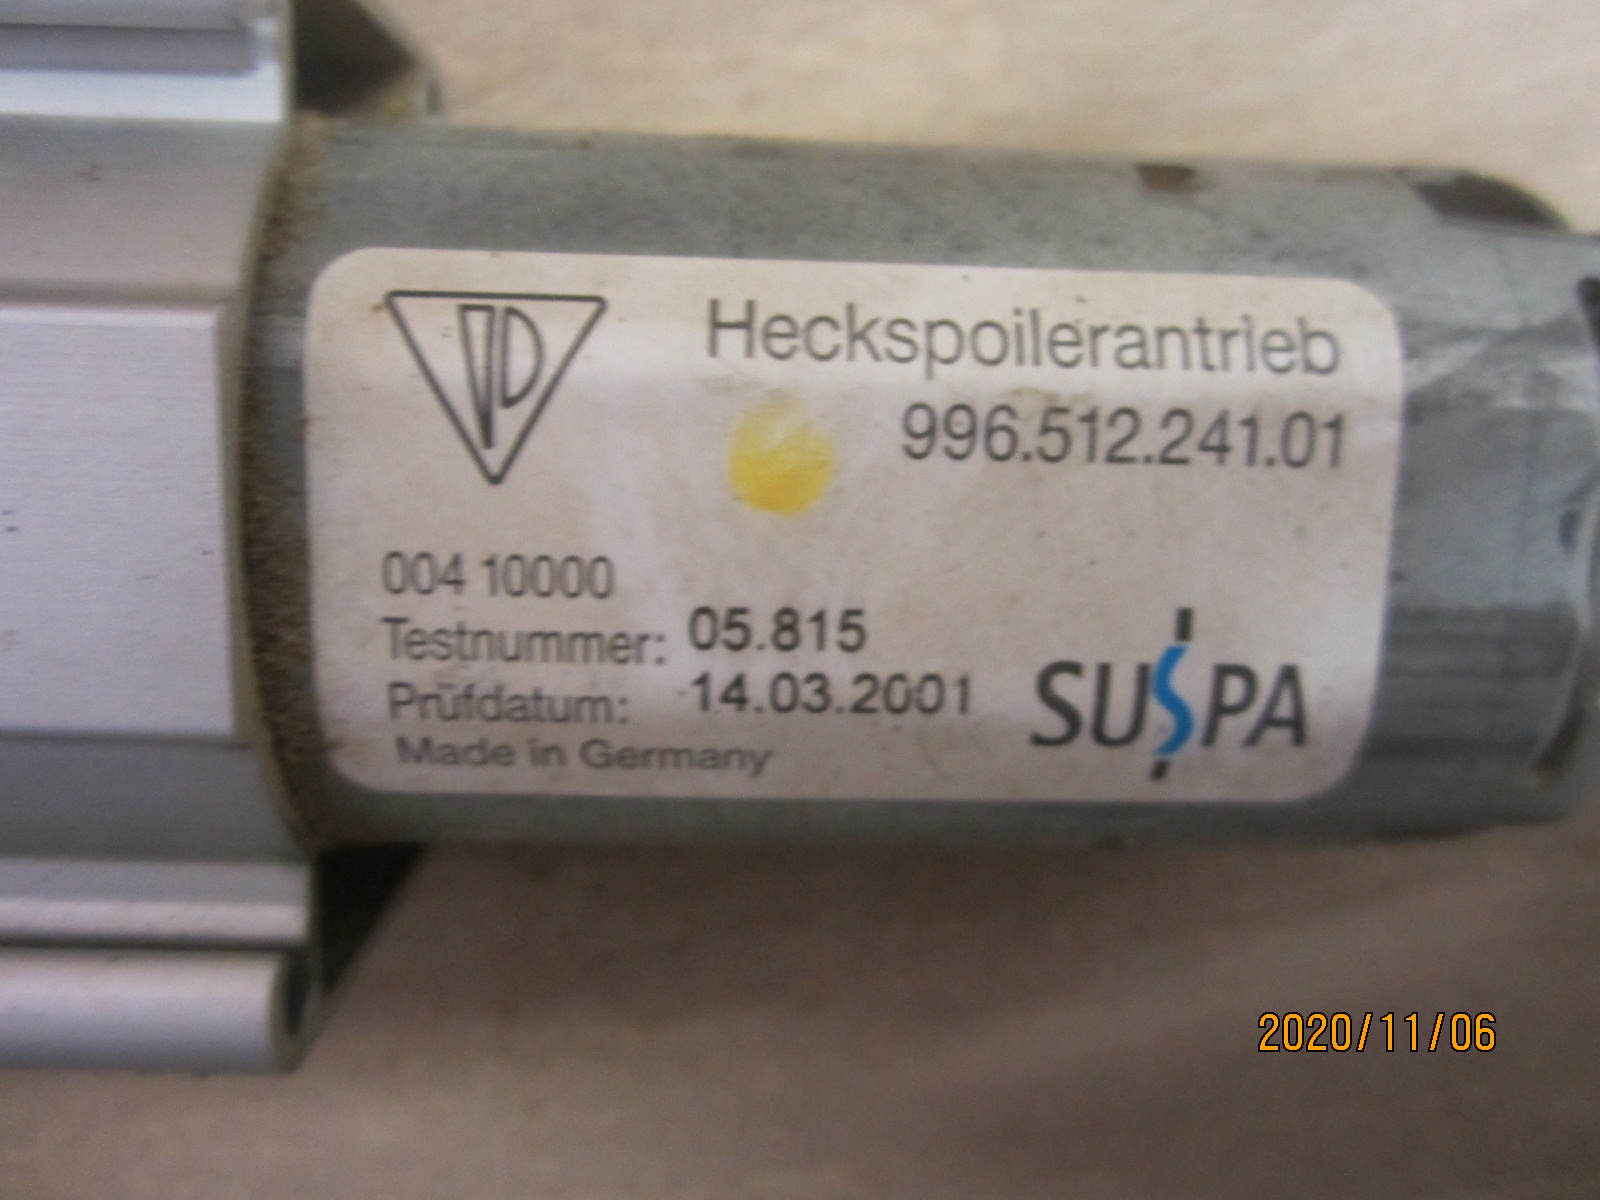 Heckspoilerantrieb
996.512.241.01
004 10000
Testnummer: 05.815
Prüfdatum: 14.03.2001
Made in Germany
SUSPA
2020/11/06